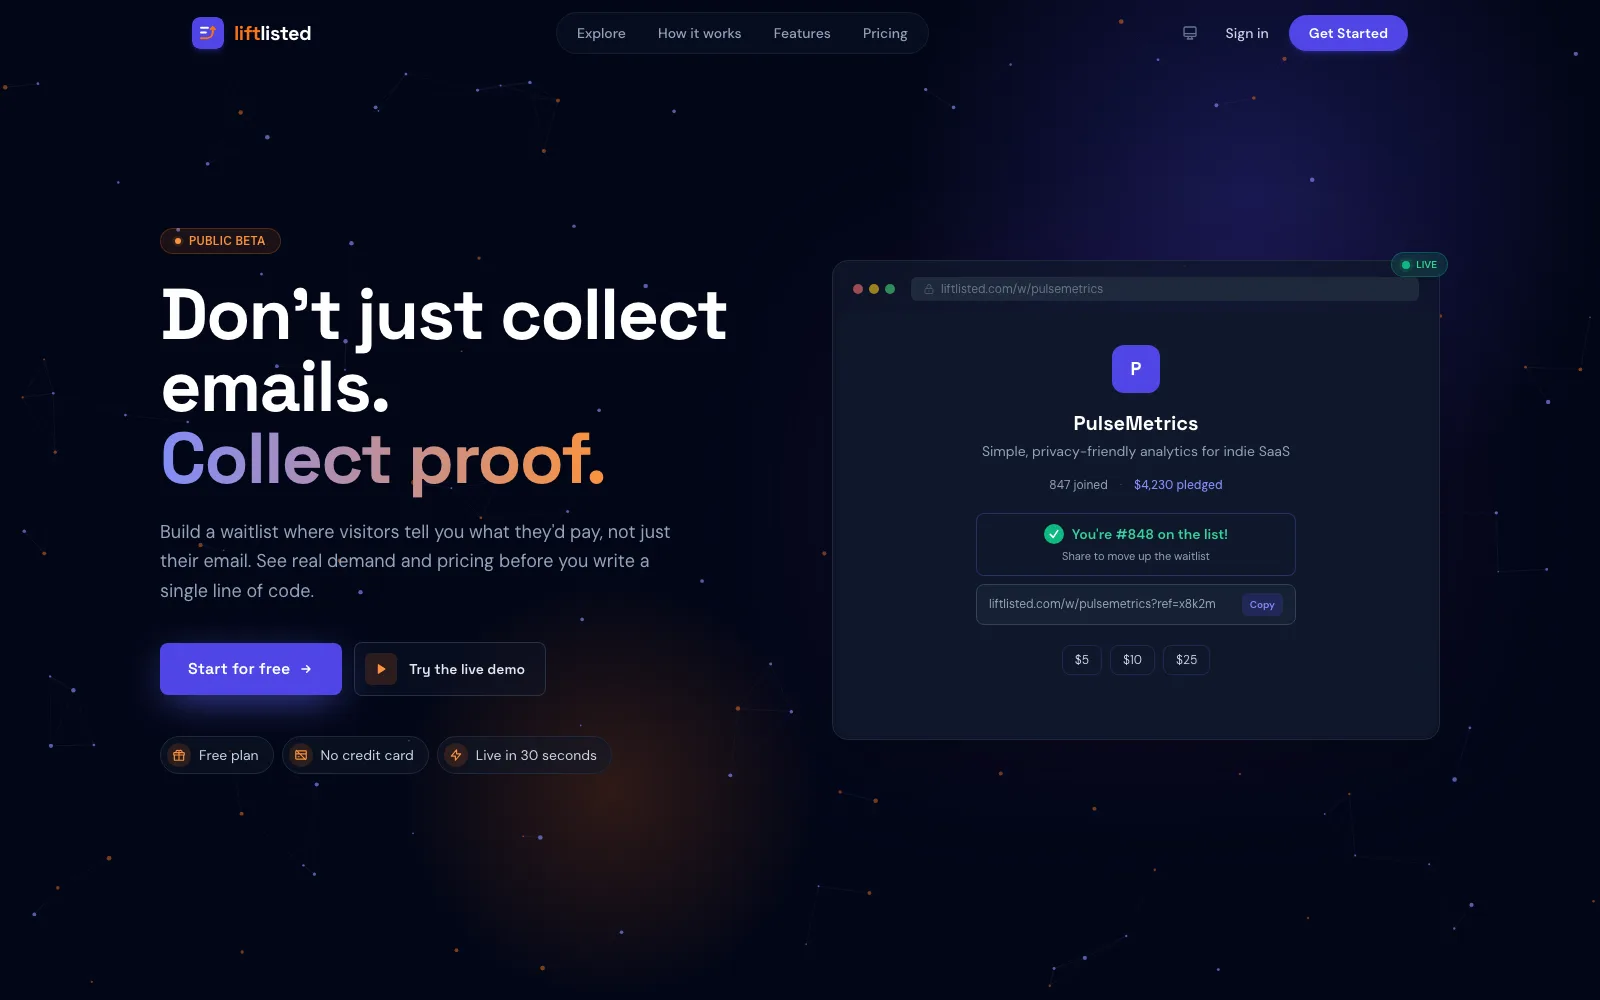 liftlisted
Explore
How it works
Features
Pricing
Sign in
Get Started
PUBLIC BETA
Don't just collect
emails.
Collect proof.
Build a waitlist where visitors tell you what they'd pay, not just
their email. See real demand and pricing before you write a
single line of code.
Start for free →
Try the live demo
Free plan
No credit card
Live in 30 seconds
LIVE
liftlisted.com/w/pulsemetrics
P
PulseMetrics
Simple, privacy-friendly analytics for indie SaaS
847 joined · $4,230 pledged
You're #848 on the list!
Share to move up the waitlist
liftlisted.com/w/pulsemetrics?ref=x8k2m
Copy
$5
$10
$25